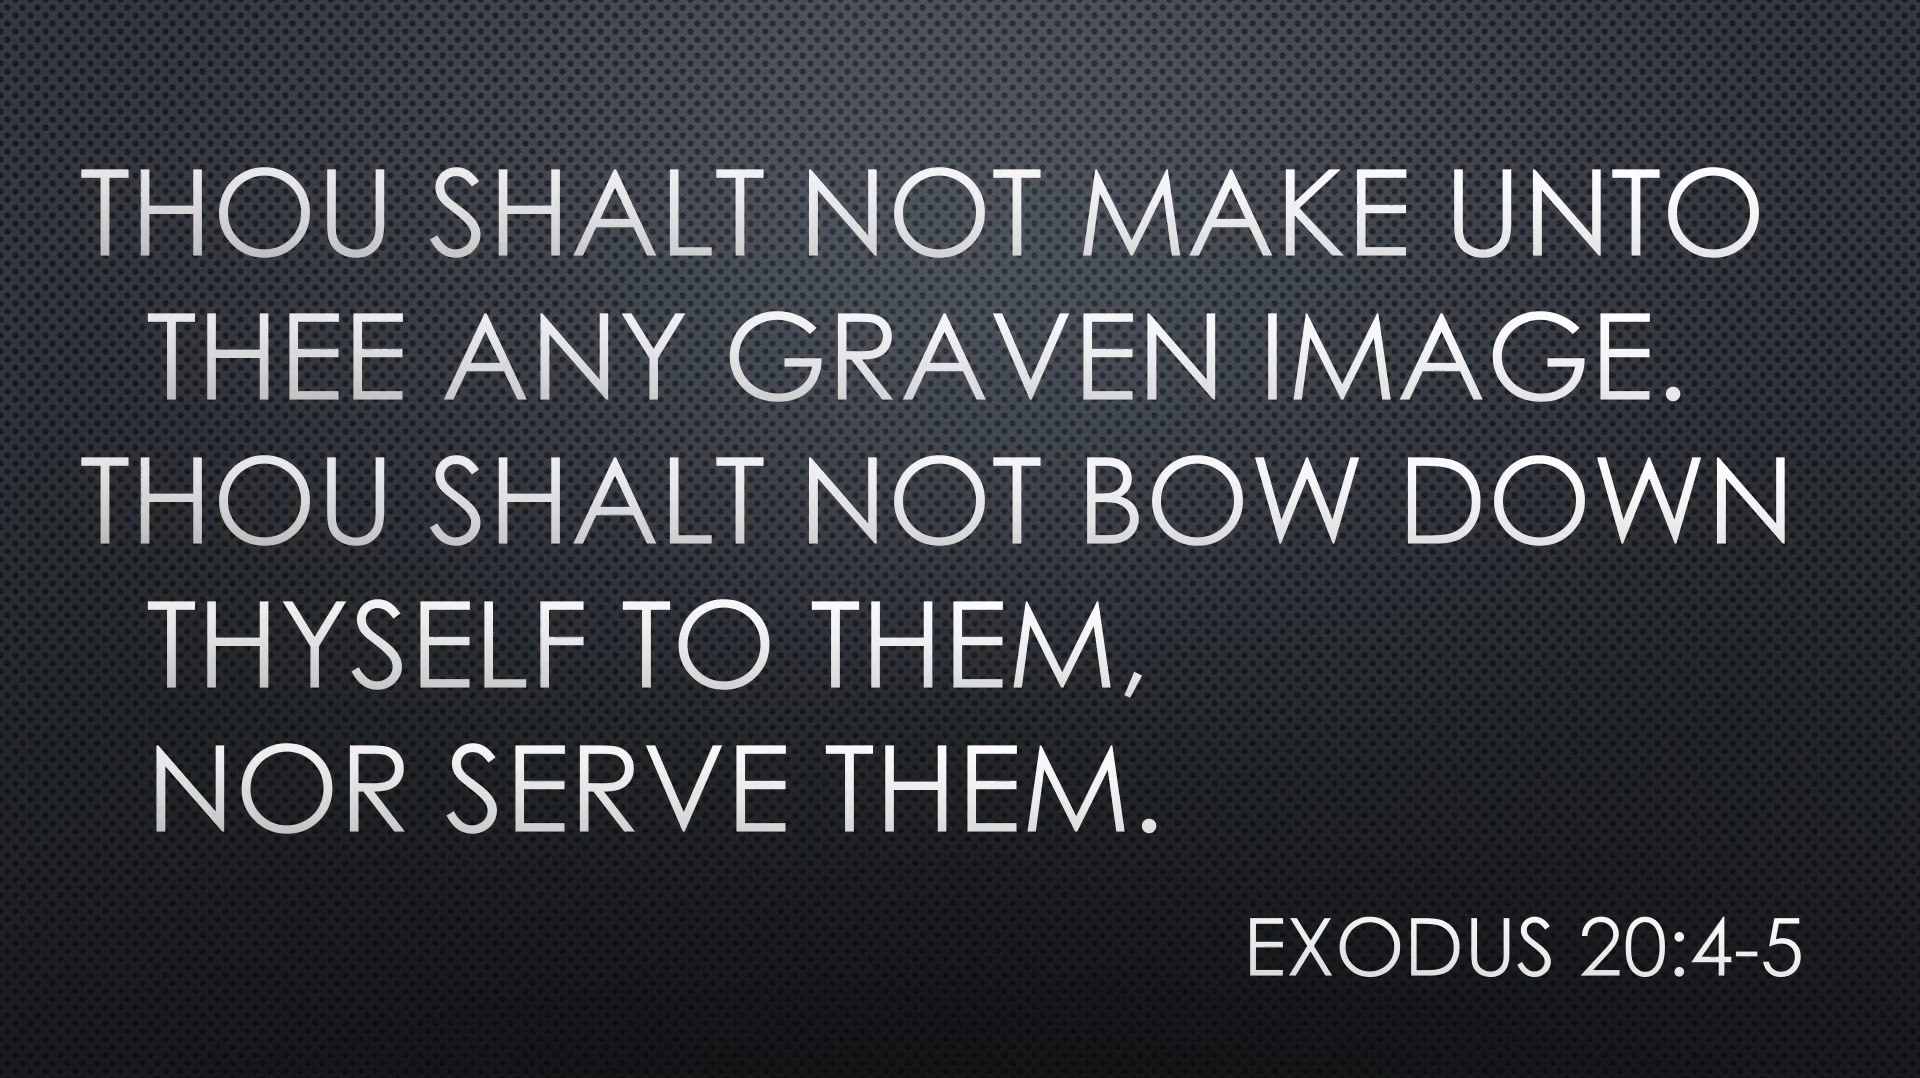 THOU SHALT NOT MAKE UNTO
THEE ANY GRAVEN IMAGE.
THOU SHALT NOT BOW DOWN
THYSELF TO THEM,
NOR SERVE THEM.
EXODUS 20:4-5